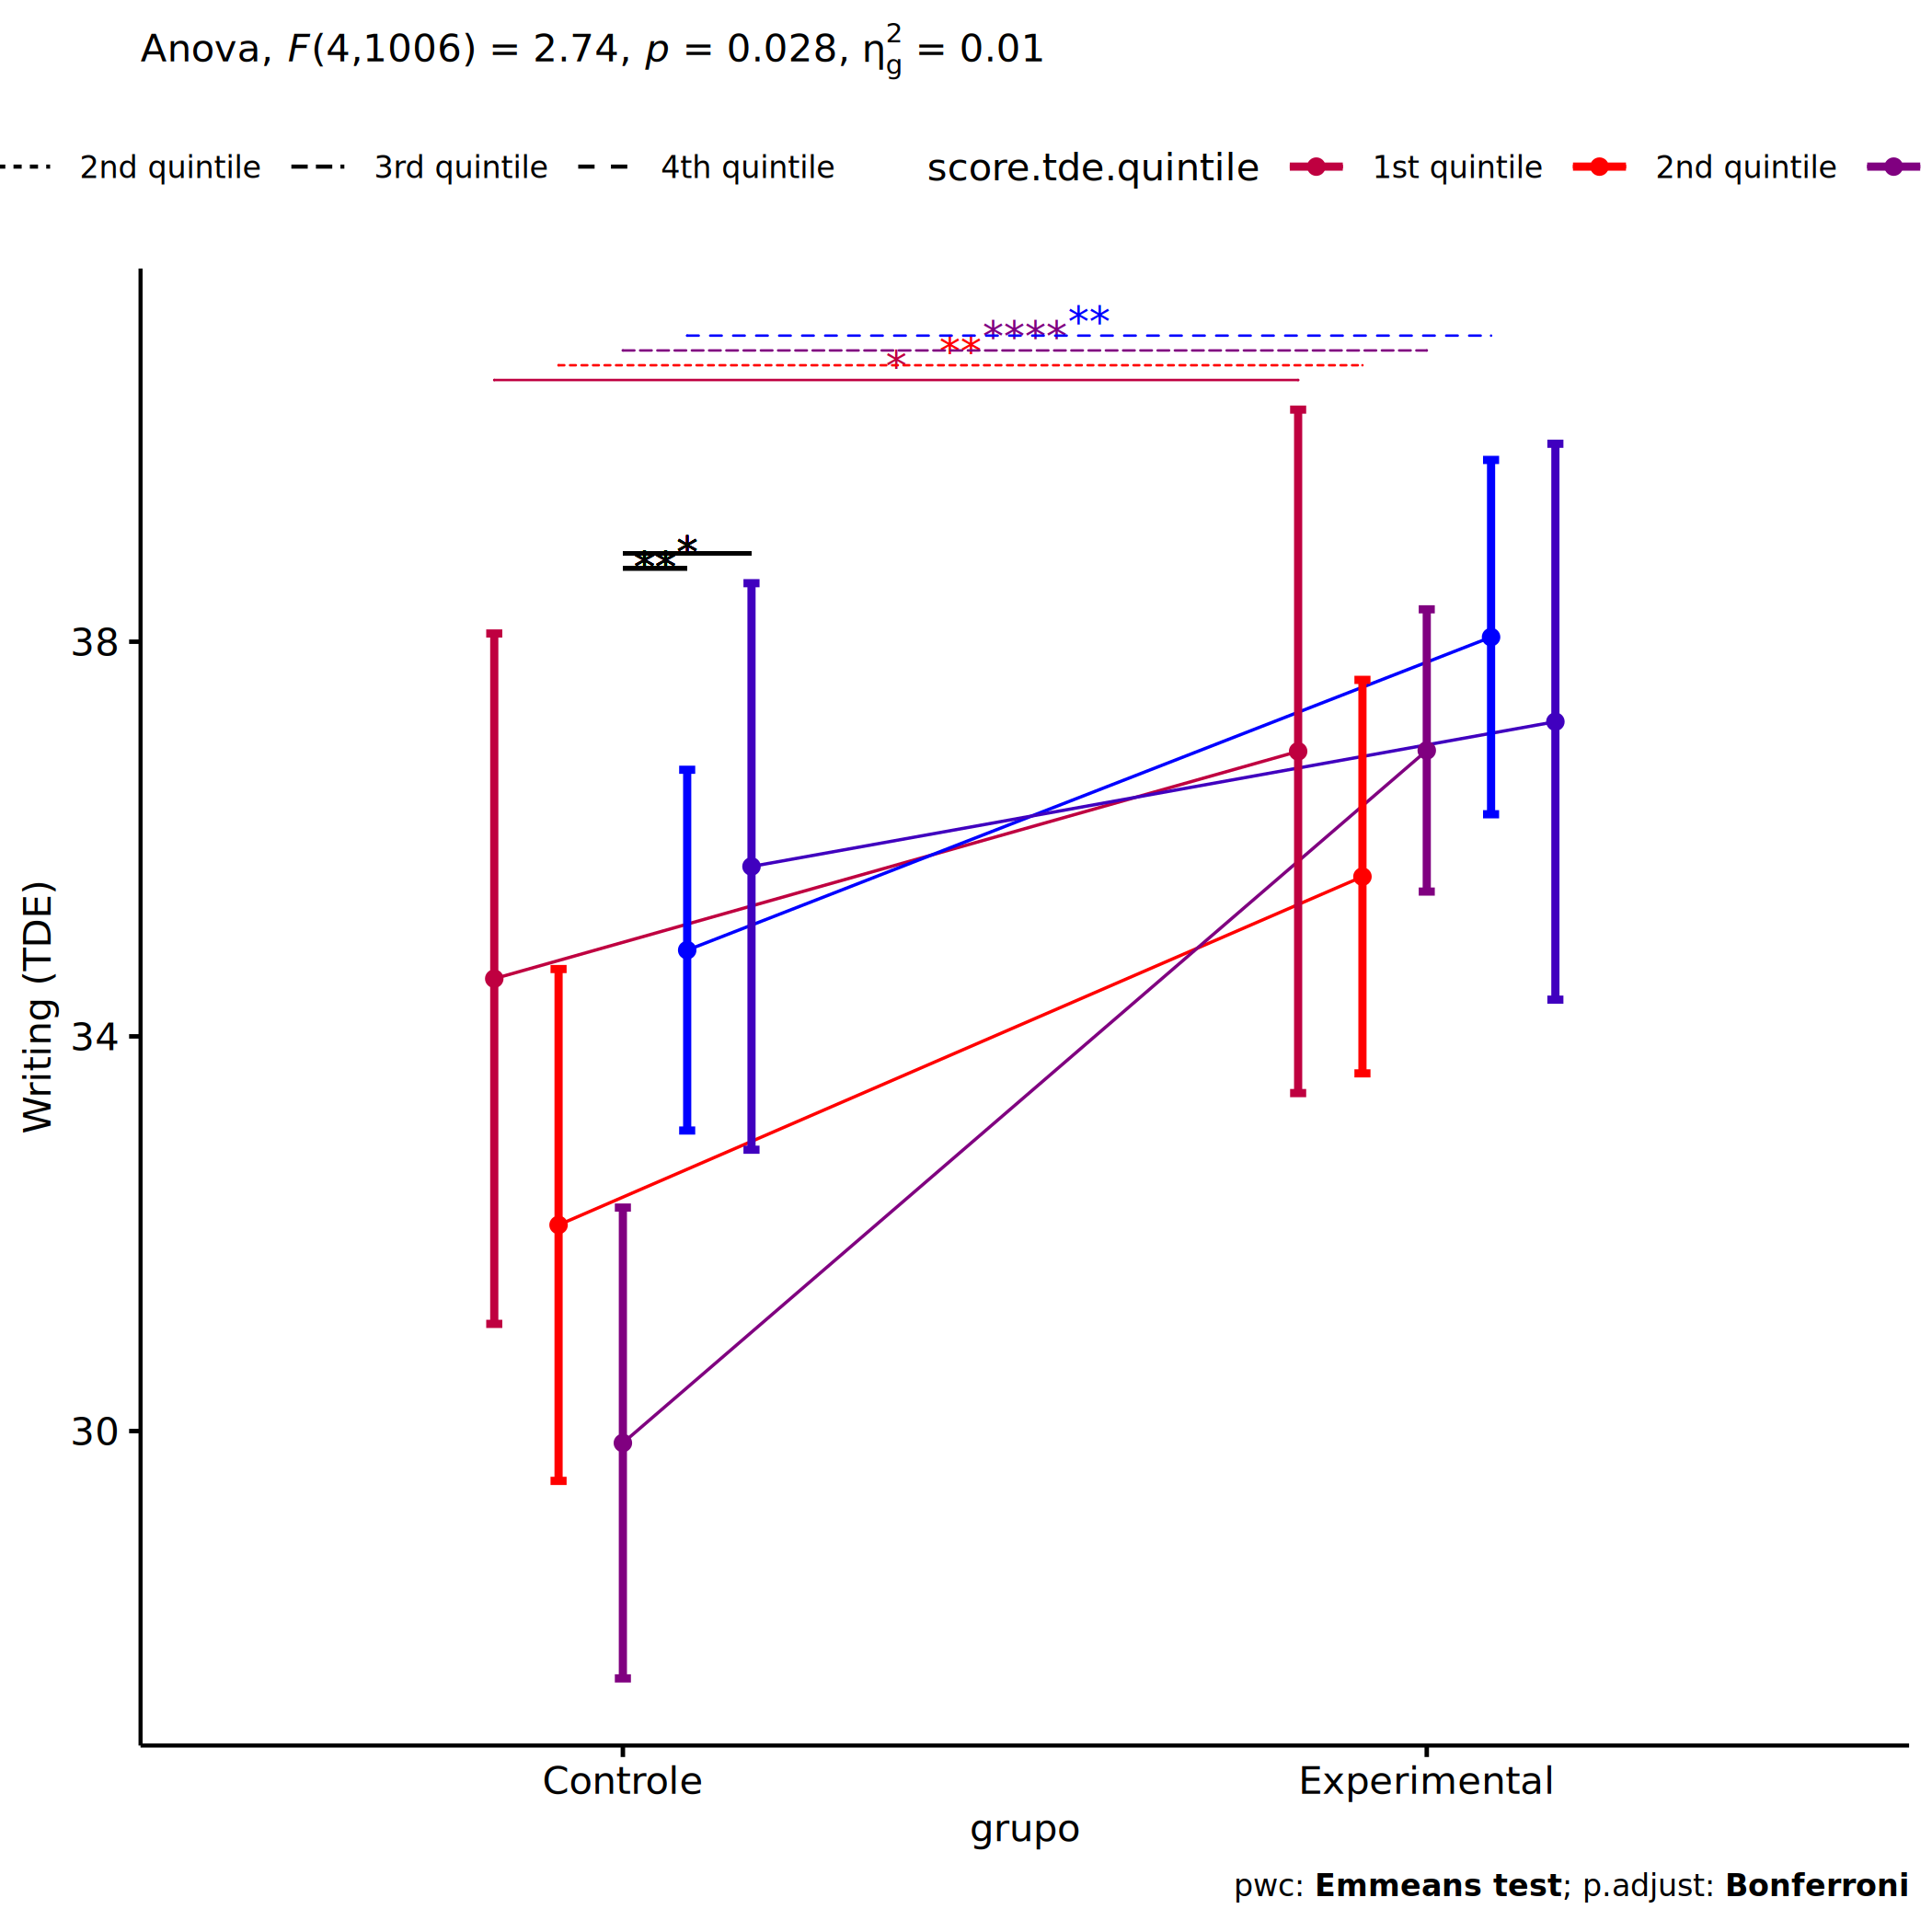 Anova, F(4,1006) = 2.74, p = 0.028, η²g = 0.01
2nd quintile 3rd quintile 4th quintile score.tde.quintile 1st quintile 2nd quintile
**
****
**
*
*
**
38
34
30
Writing (TDE)
Controle Experimental
grupo
pwc: Emmeans test; p.adjust: Bonferroni